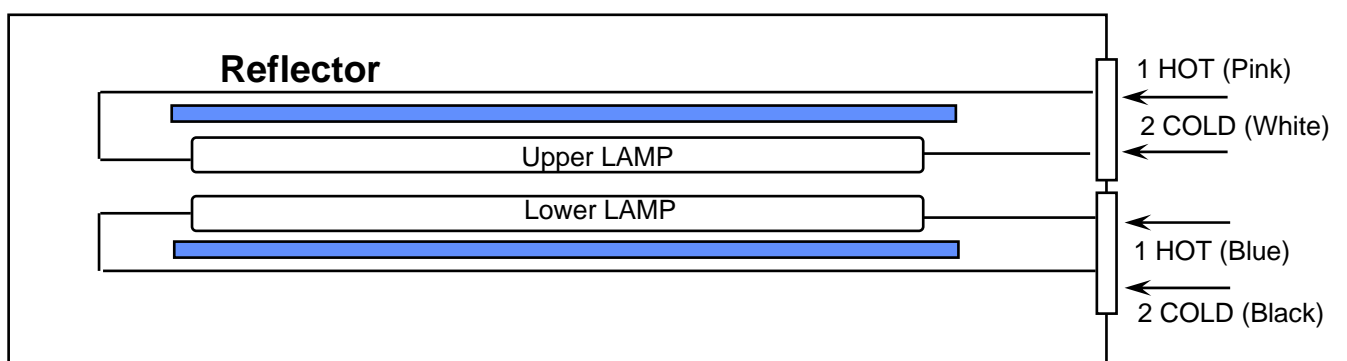 Reflector
1 HOT (Pink)
2 COLD (White)
Upper LAMP
Lower LAMP
1 HOT (Blue)
2 COLD (Black)